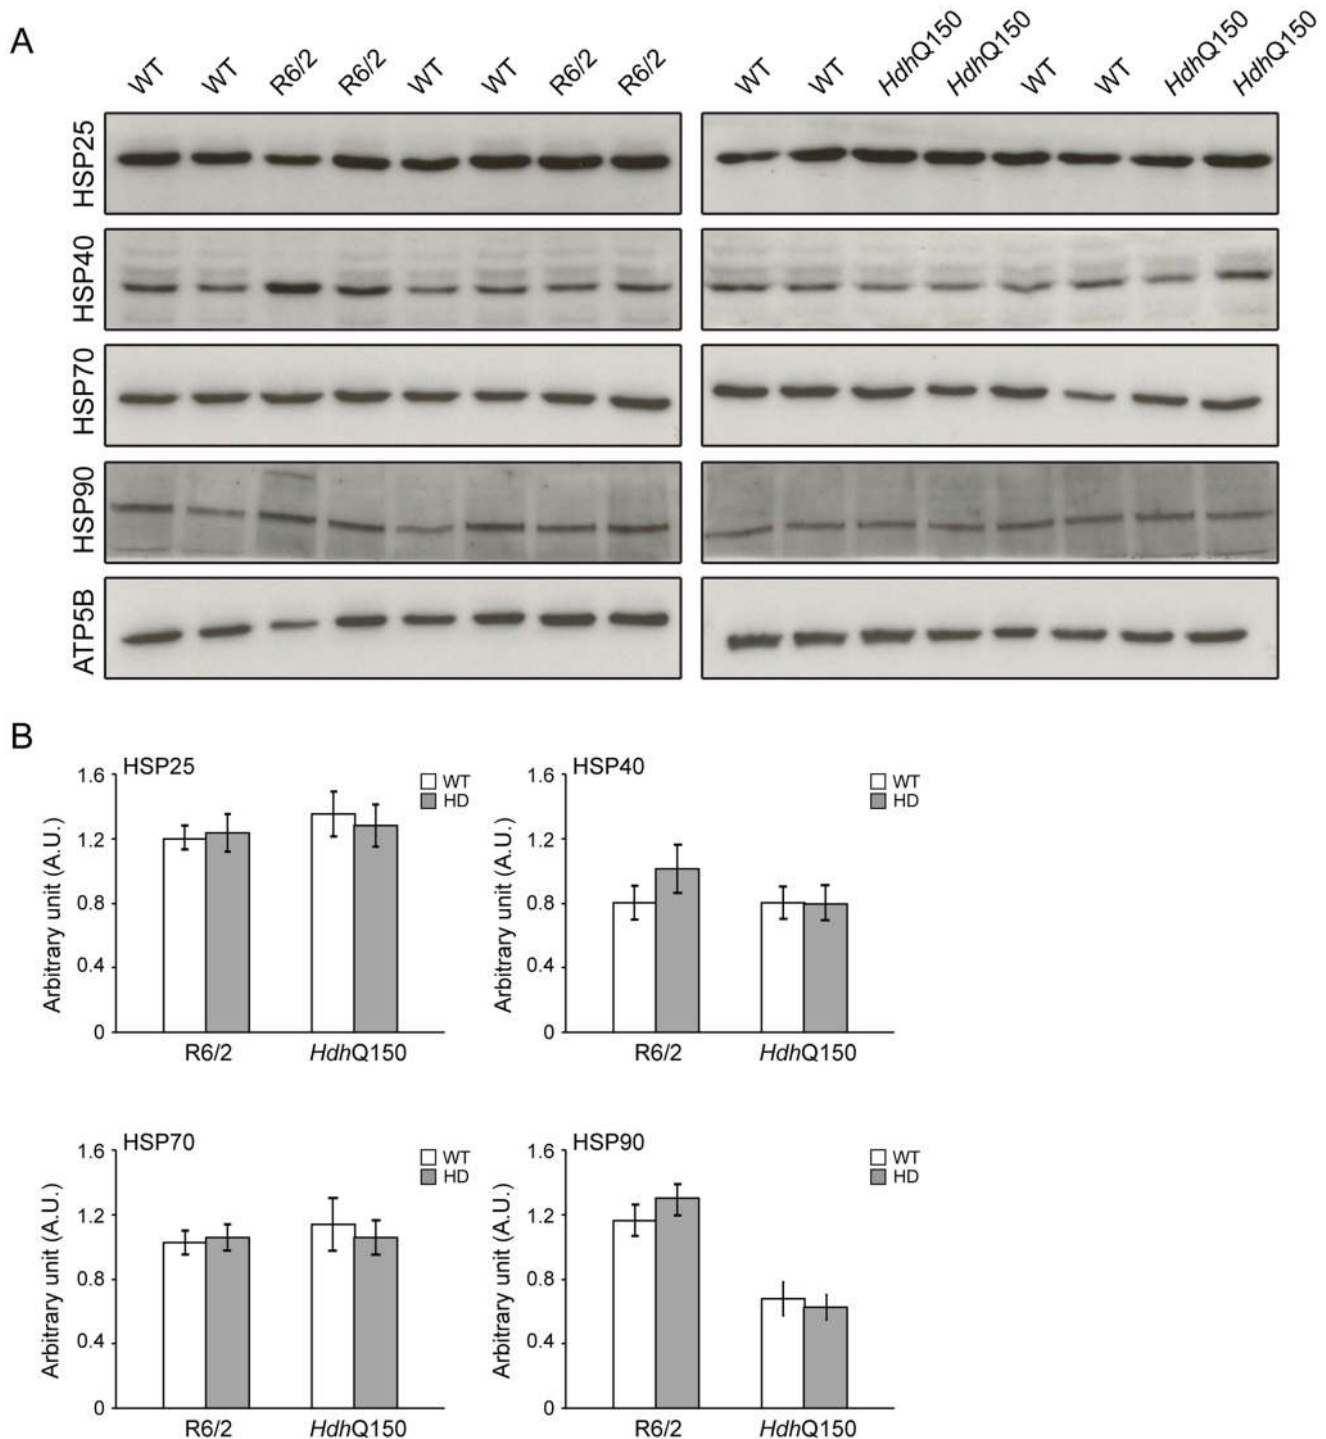 A
WT WT R6/2 R6/2 WT WT R6/2 R6/2 WT WT HdhQ150 HdhQ150 WT WT HdhQ150 HdhQ150
HSP25
HSP40
HSP70
HSP90
ATP5B
B
HSP25
WT
HD
1.6
1.2
0.8
0.4
0
Arbitrary unit (A.U.)
R6/2 HdhQ150
HSP40
WT
HD
1.6
1.2
0.8
0.4
0
Arbitrary unit (A.U.)
R6/2 HdhQ150
HSP70
WT
HD
1.6
1.2
0.8
0.4
0
Arbitrary unit (A.U.)
R6/2 HdhQ150
HSP90
WT
HD
1.6
1.2
0.8
0.4
0
Arbitrary unit (A.U.)
R6/2 HdhQ150